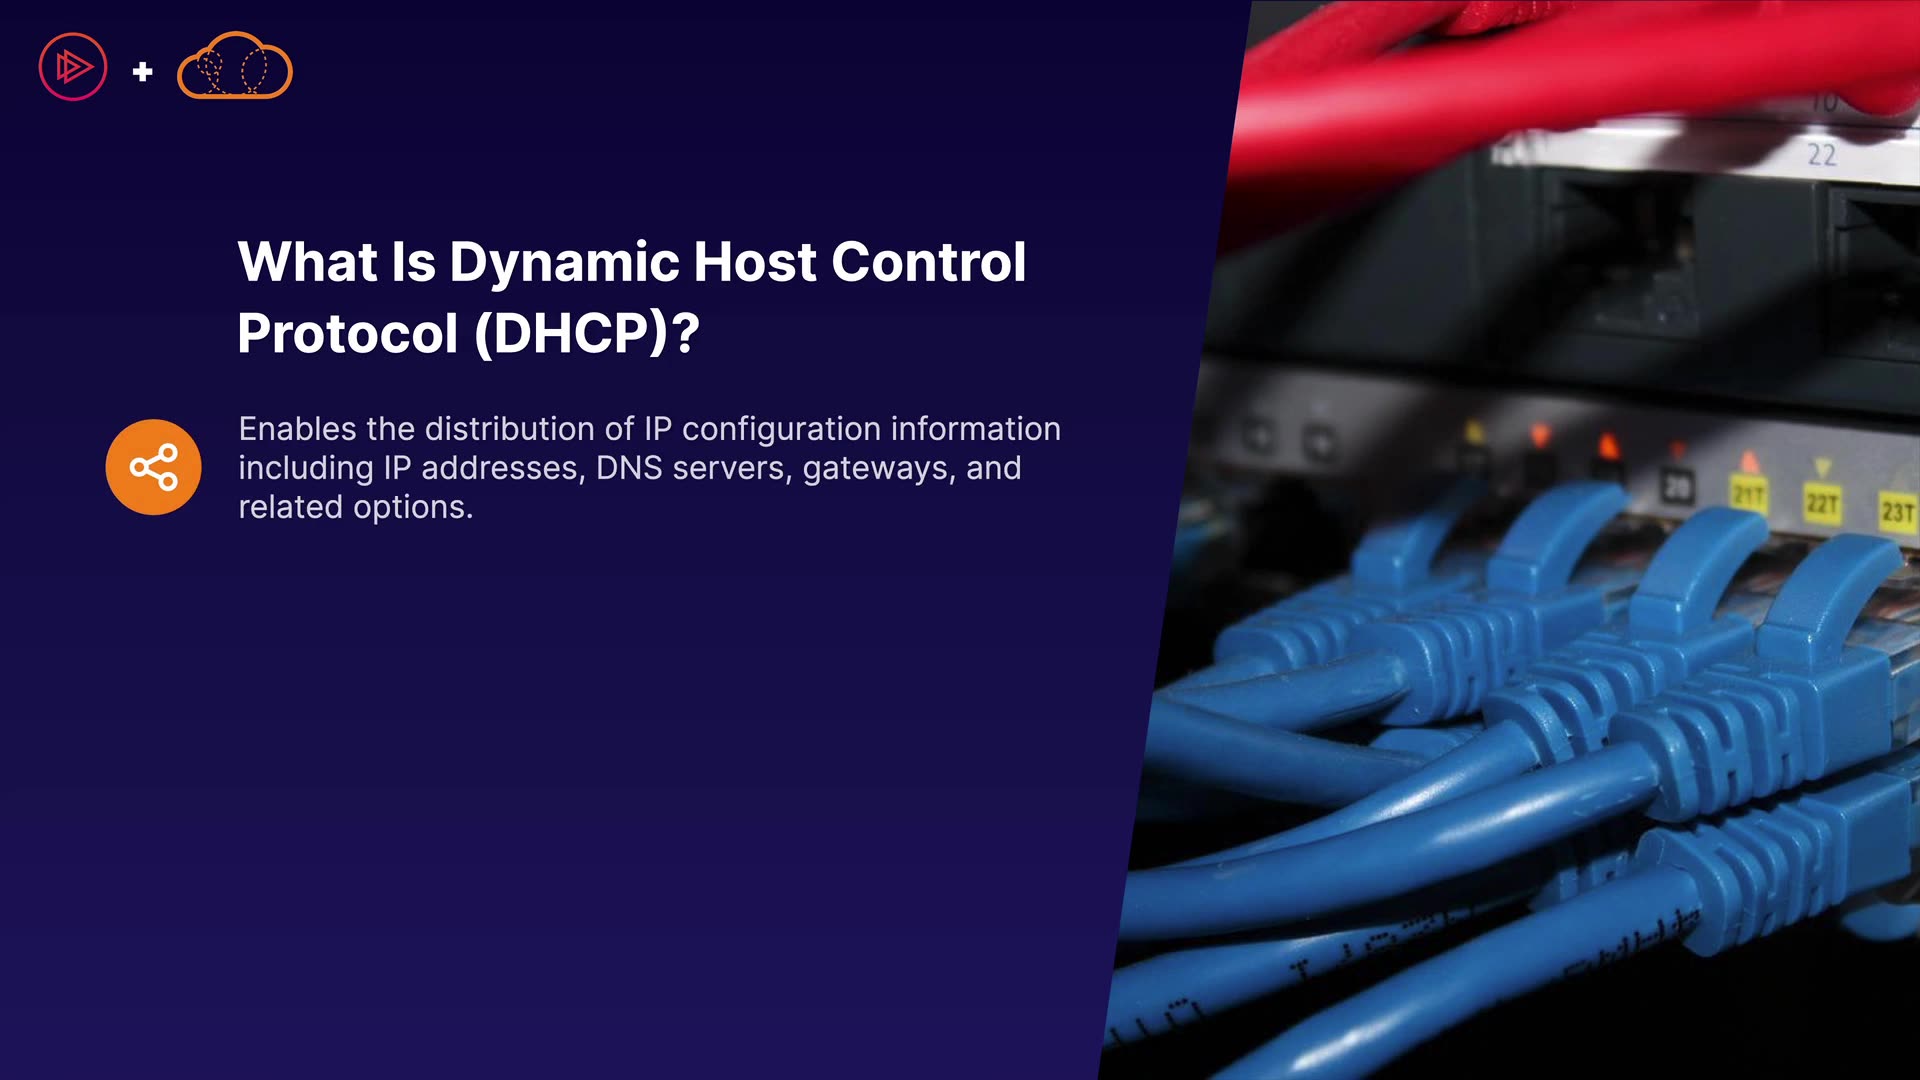 What Is Dynamic Host Control
Protocol (DHCP)?
Enables the distribution of IP configuration information
including IP addresses, DNS servers, gateways, and
related options.
22
20
21T
22T
23T